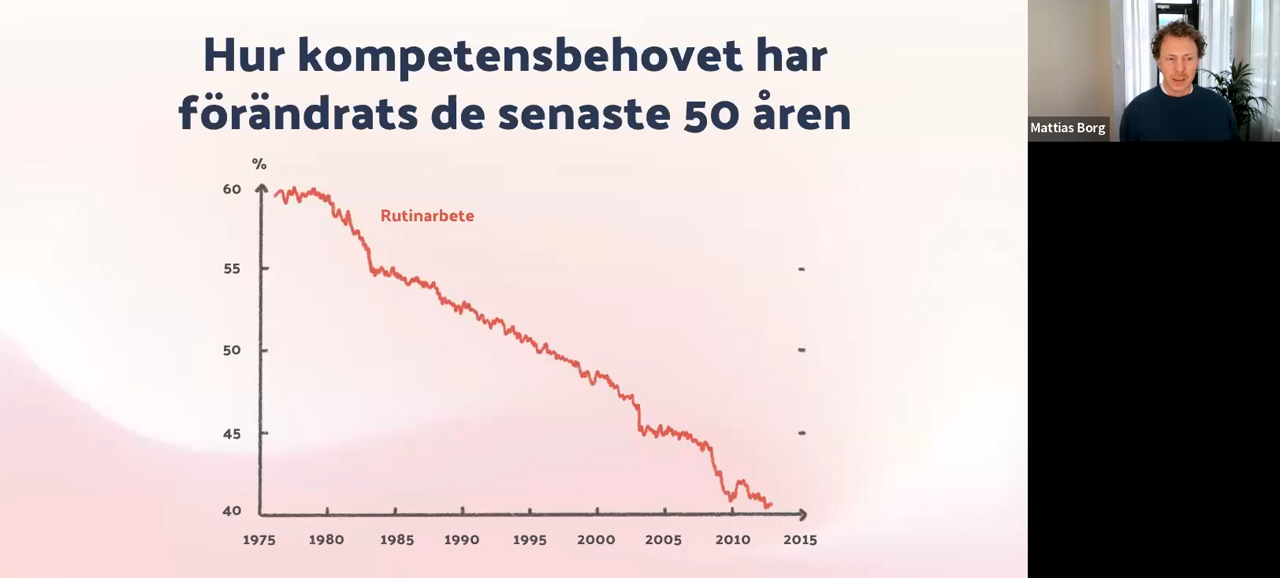 Hur kompetensbehovet har
förändrats de senaste 50 åren
%
60
Rutinarbete
55
50
45
40
1975 1980 1985 1990 1995 2000 2005 2010 2015
Mattias Borg